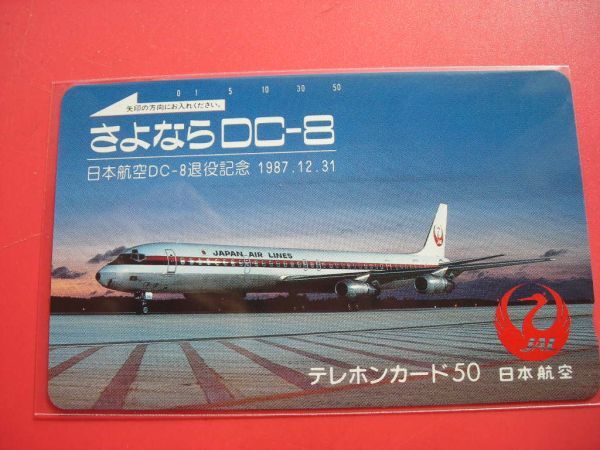 0 1 5 10 30 50
矢印の方向にお入れください。
さよならDC-8
日本航空DC-8退役記念 1987.12.31
JAPAN AIR LINES
JAL
テレホンカード50 日本航空